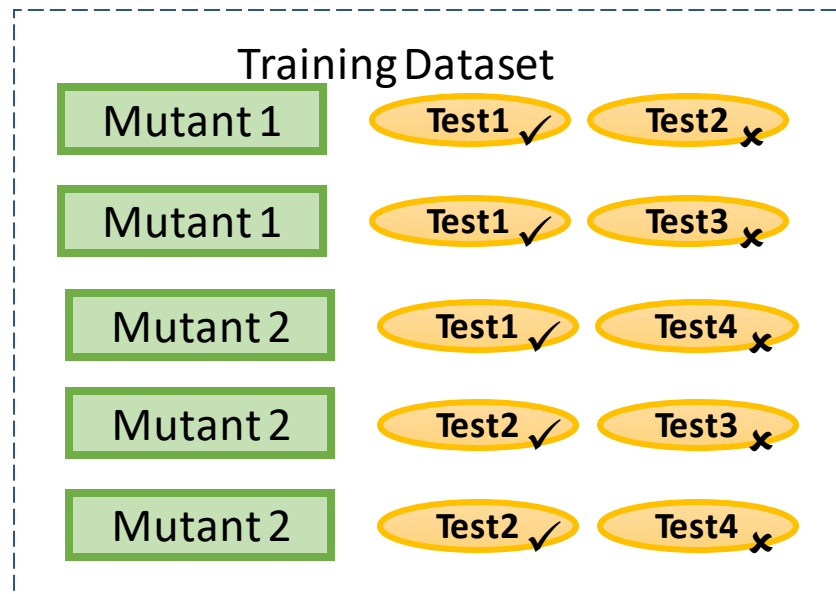 Training Dataset
Mutant 1 Test1 ✓ Test2 ✘
Mutant 1 Test1 ✓ Test3 ✘
Mutant 2 Test1 ✓ Test4 ✘
Mutant 2 Test2 ✓ Test3 ✘
Mutant 2 Test2 ✓ Test4 ✘